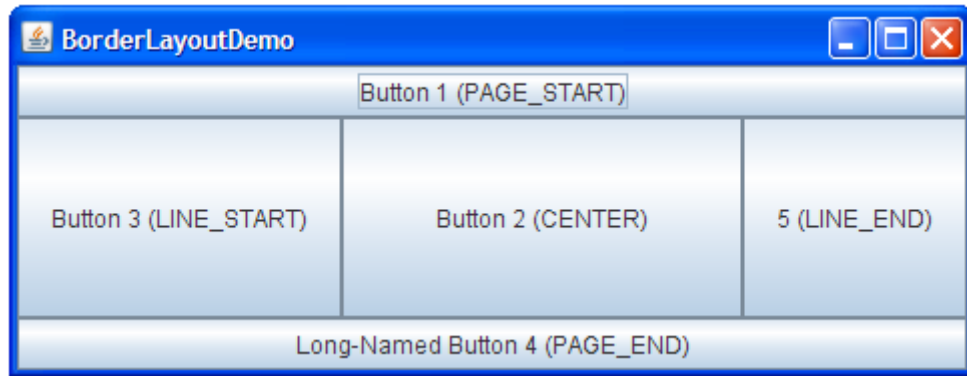 BorderLayoutDemo
Button 1 (PAGE_START)
Button 3 (LINE_START)
Button 2 (CENTER)
5 (LINE_END)
Long-Named Button 4 (PAGE_END)